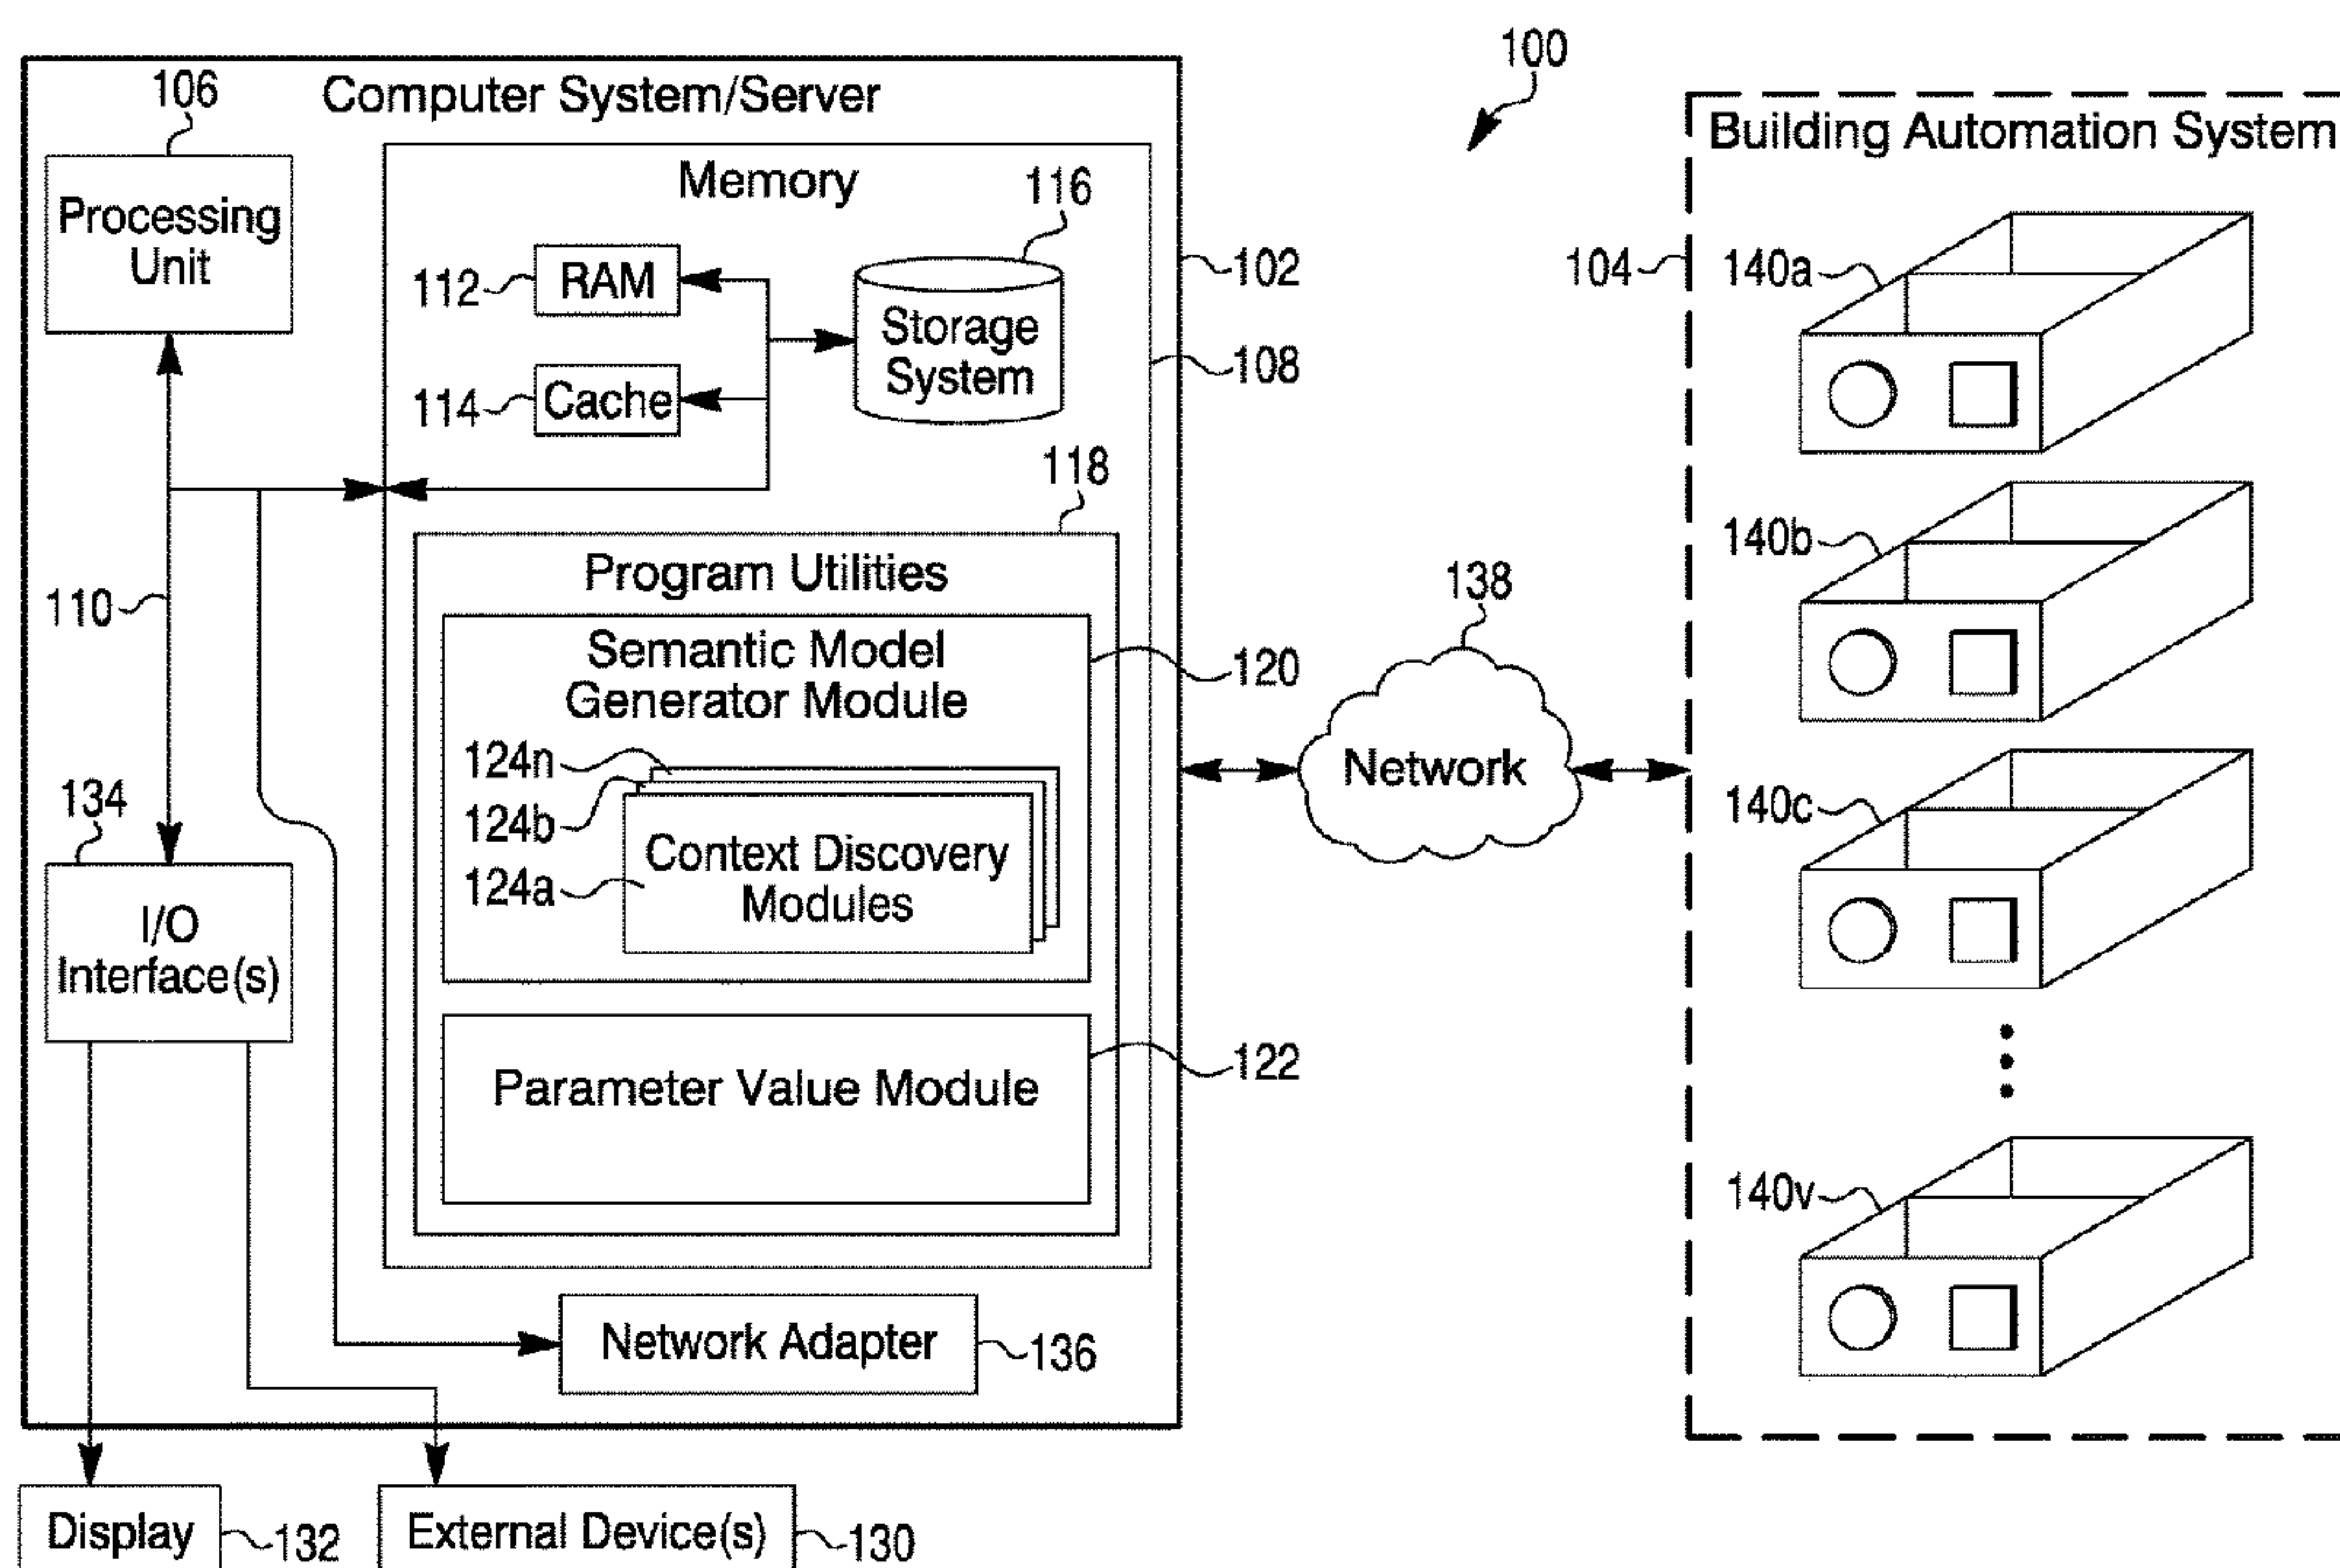 100
Computer System/Server
106
Processing
Unit
Memory
116
112
RAM
Storage
System
114
Cache
102
108
118
110
Program Utilities
Semantic Model
Generator Module
120
124n
124b
124a
Context Discovery
Modules
134
I/O
Interface(s)
Parameter Value Module
122
Network Adapter
136
Display
132
External Device(s)
130
138
Network
Building Automation System
104
140a
140b
140c
140v